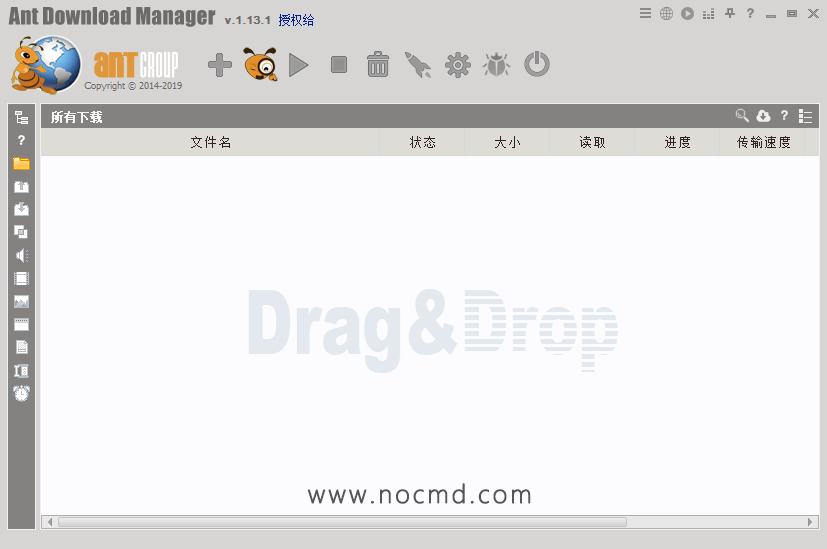 Ant Download Manager v.1.13.1 授权给
ANT GROUP
Copyright © 2014-2019
所有下载
文件名 状态 大小 读取 进度 传输速度
Drag&Drop
www.nocmd.com